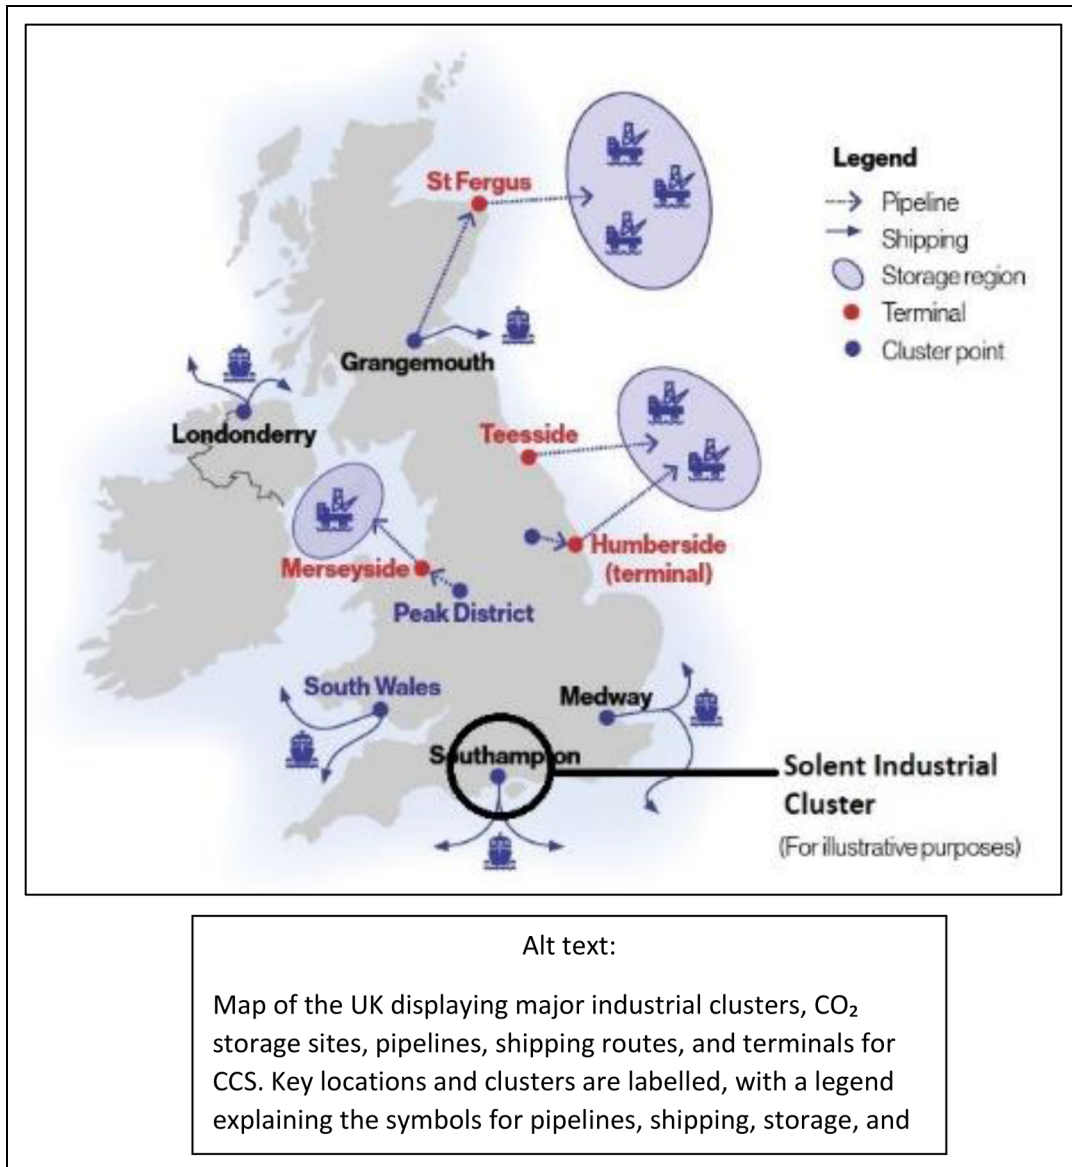 St Fergus
Legend
Pipeline
Shipping
Storage region
Terminal
Cluster point
Grangemouth
Londonderry
Teesside
Humberside
(terminal)
Merseyside
Peak District
South Wales
Medway
Southampton
Solent Industrial
Cluster
(For illustrative purposes)
Alt text:
Map of the UK displaying major industrial clusters, CO₂
storage sites, pipelines, shipping routes, and terminals for
CCS. Key locations and clusters are labelled, with a legend
explaining the symbols for pipelines, shipping, storage, and